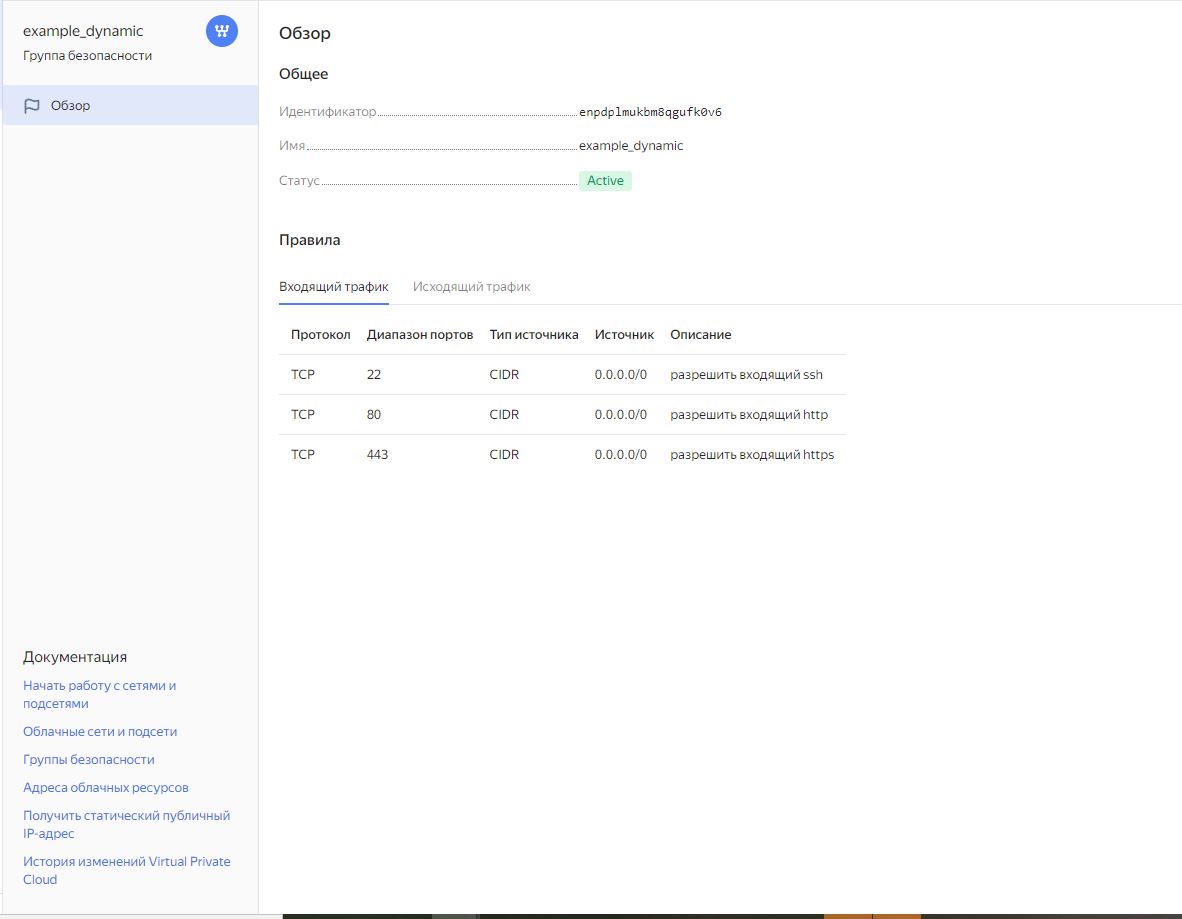 example_dynamic
Группа безопасности
Обзор
Документация
Начать работу с сетями и
подсетями
Облачные сети и подсети
Группы безопасности
Адреса облачных ресурсов
Получить статический публичный
IP-адрес
История изменений Virtual Private
Cloud
Обзор
Общее
Идентификатор enpdplmukbm8qgufk0v6
Имя example_dynamic
Статус Active
Правила
Входящий трафик Исходящий трафик
Протокол Диапазон портов Тип источника Источник Описание
TCP 22 CIDR 0.0.0.0/0 разрешить входящий ssh
TCP 80 CIDR 0.0.0.0/0 разрешить входящий http
TCP 443 CIDR 0.0.0.0/0 разрешить входящий https